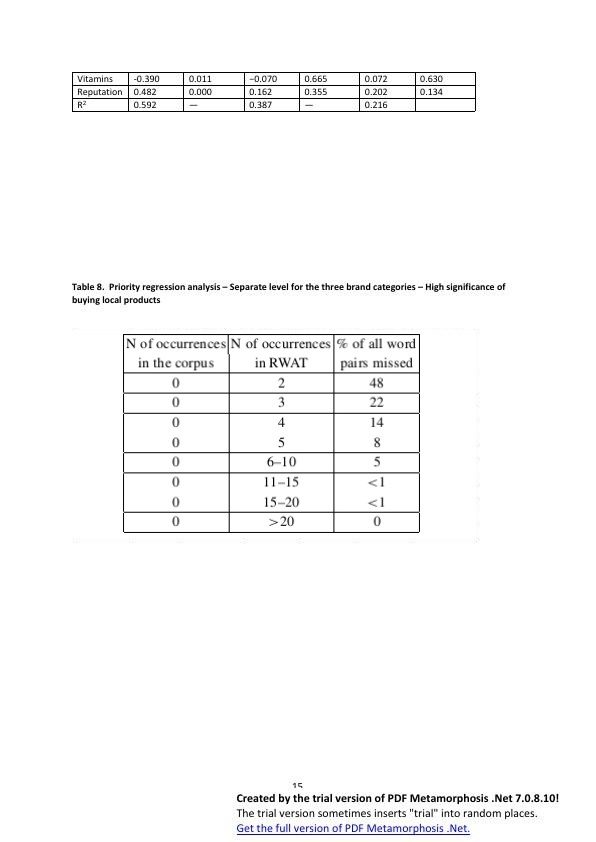 Vitamins -0.390 0.011 –0.070 0.665 0.072 0.630
Reputation 0.482 0.000 0.162 0.355 0.202 0.134
R² 0.592 — 0.387 — 0.216
Table 8. Priority regression analysis – Separate level for the three brand categories – High significance of
buying local products
N of occurrences N of occurrences % of all word
in the corpus in RWAT pairs missed
0 2 48
0 3 22
0 4 14
0 5 8
0 6–10 5
0 11–15 <1
0 15–20 <1
0 >20 0
15
Created by the trial version of PDF Metamorphosis .Net 7.0.8.10!
The trial version sometimes inserts "trial" into random places.
Get the full version of PDF Metamorphosis .Net.